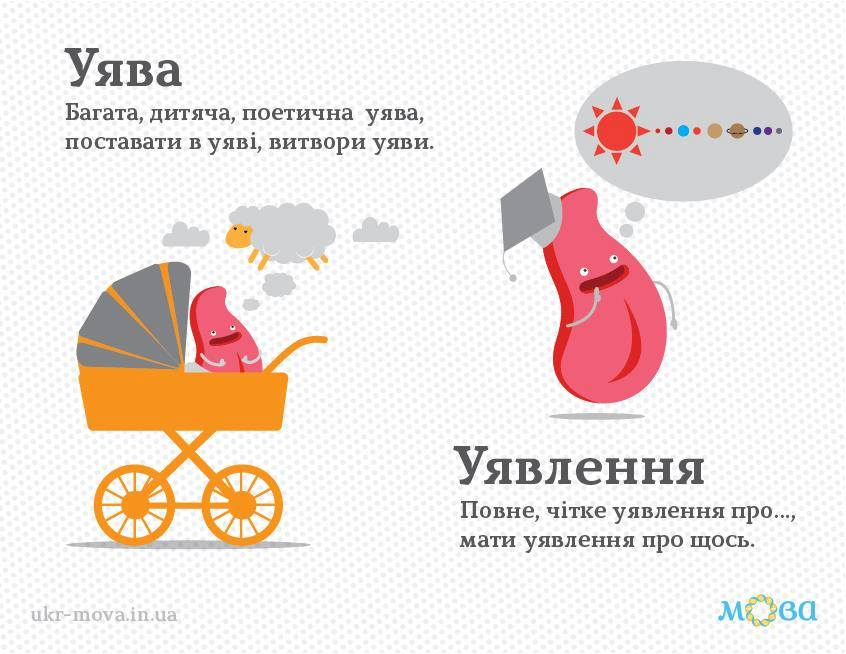 Уява
Багата, дитяча, поетична уява,
поставати в уяві, витвори уяви.
Уявлення
Повне, чітке уявлення про...,
мати уявлення про щось.
ukr-mova.in.ua
мова